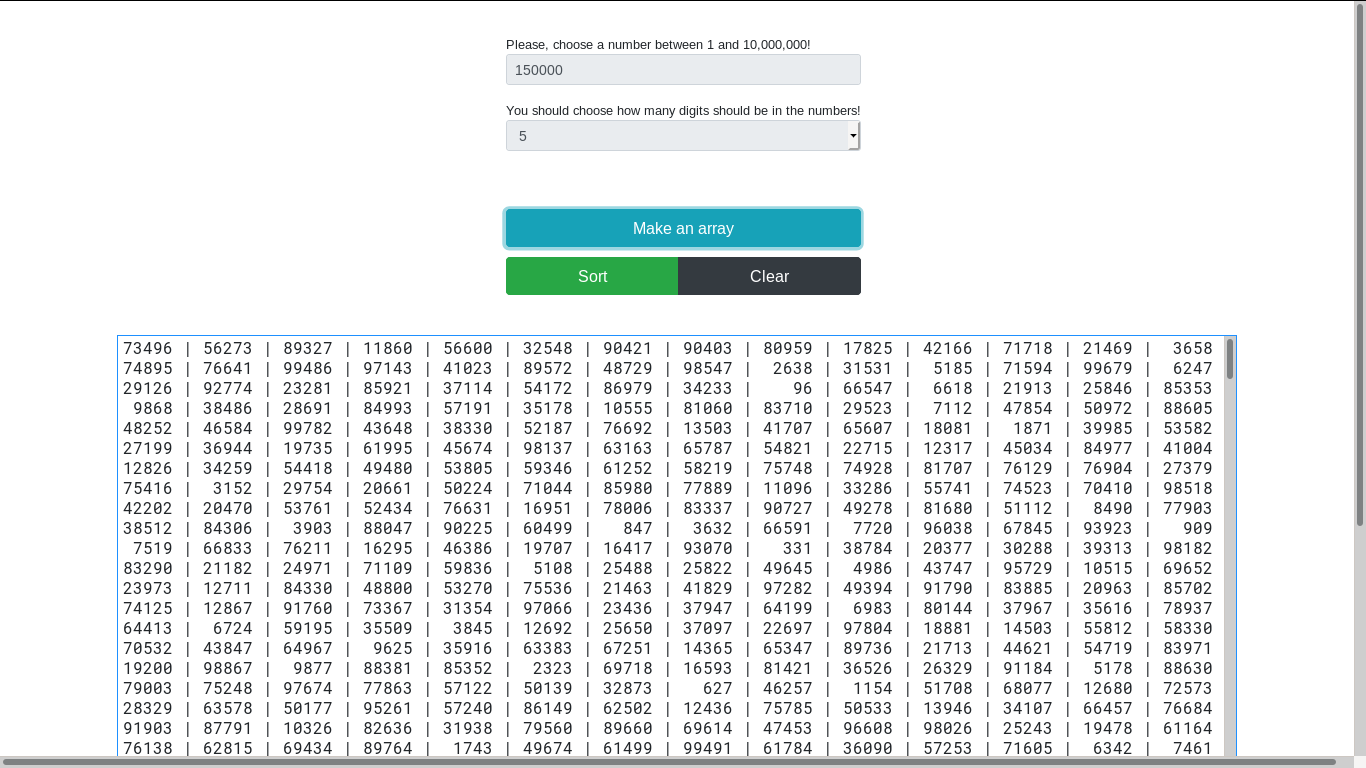 Please, choose a number between 1 and 10,000,000!
150000
You should choose how many digits should be in the numbers!
5
Make an array
Sort Clear
73496 | 56273 | 89327 | 11860 | 56600 | 32548 | 90421 | 90403 | 80959 | 17825 | 42166 | 71718 | 21469 | 3658
74895 | 76641 | 99486 | 97143 | 41023 | 89572 | 48729 | 98547 | 2638 | 31531 | 5185 | 71594 | 99679 | 6247
29126 | 92774 | 23281 | 85921 | 37114 | 54172 | 86979 | 34233 | 96 | 66547 | 6618 | 21913 | 25846 | 85353
9868 | 38486 | 28691 | 84993 | 57191 | 35178 | 10555 | 81060 | 83710 | 29523 | 7112 | 47854 | 50972 | 88605
48252 | 46584 | 99782 | 43648 | 38330 | 52187 | 76692 | 13503 | 41707 | 65607 | 18081 | 1871 | 39985 | 53582
27199 | 36944 | 19735 | 61995 | 45674 | 98137 | 63163 | 65787 | 54821 | 22715 | 12317 | 45034 | 84977 | 41004
12826 | 34259 | 54418 | 49480 | 53805 | 59346 | 61252 | 58219 | 75748 | 74928 | 81707 | 76129 | 76904 | 27379
75416 | 3152 | 29754 | 20661 | 50224 | 71044 | 85980 | 77889 | 11096 | 33286 | 55741 | 74523 | 70410 | 98518
42202 | 20470 | 53761 | 52434 | 76631 | 16951 | 78006 | 83337 | 90727 | 49278 | 81680 | 51112 | 8490 | 77903
38512 | 84306 | 3903 | 88047 | 90225 | 60499 | 847 | 3632 | 66591 | 7720 | 96038 | 67845 | 93923 | 909
7519 | 66833 | 76211 | 16295 | 46386 | 19707 | 16417 | 93070 | 331 | 38784 | 20377 | 30288 | 39313 | 98182
83290 | 21182 | 24971 | 71109 | 59836 | 5108 | 25488 | 25822 | 49645 | 4986 | 43747 | 95729 | 10515 | 69652
23973 | 12711 | 84330 | 48800 | 53270 | 75536 | 21463 | 41829 | 97282 | 49394 | 91790 | 83885 | 20963 | 85702
74125 | 12867 | 91760 | 73367 | 31354 | 97066 | 23436 | 37947 | 64199 | 6983 | 80144 | 37967 | 35616 | 78937
64413 | 6724 | 59195 | 35509 | 3845 | 12692 | 25650 | 37097 | 22697 | 97804 | 18881 | 14503 | 55812 | 58330
70532 | 43847 | 64967 | 9625 | 35916 | 63383 | 67251 | 14365 | 65347 | 89736 | 21713 | 44621 | 54719 | 83971
19200 | 98867 | 9877 | 88381 | 85352 | 2323 | 69718 | 16593 | 81421 | 36526 | 26329 | 91184 | 5178 | 88630
79003 | 75248 | 97674 | 77863 | 57122 | 50139 | 32873 | 627 | 46257 | 1154 | 51708 | 68077 | 12680 | 72573
28329 | 63578 | 50177 | 95261 | 57240 | 86149 | 62502 | 12436 | 75785 | 50533 | 13946 | 34107 | 66457 | 76684
91903 | 87791 | 10326 | 82636 | 31938 | 79560 | 89660 | 69614 | 47453 | 96608 | 98026 | 25243 | 19478 | 61164
76138 | 62815 | 69434 | 89764 | 1743 | 49674 | 61499 | 99491 | 61784 | 36090 | 57253 | 71605 | 6342 | 7461